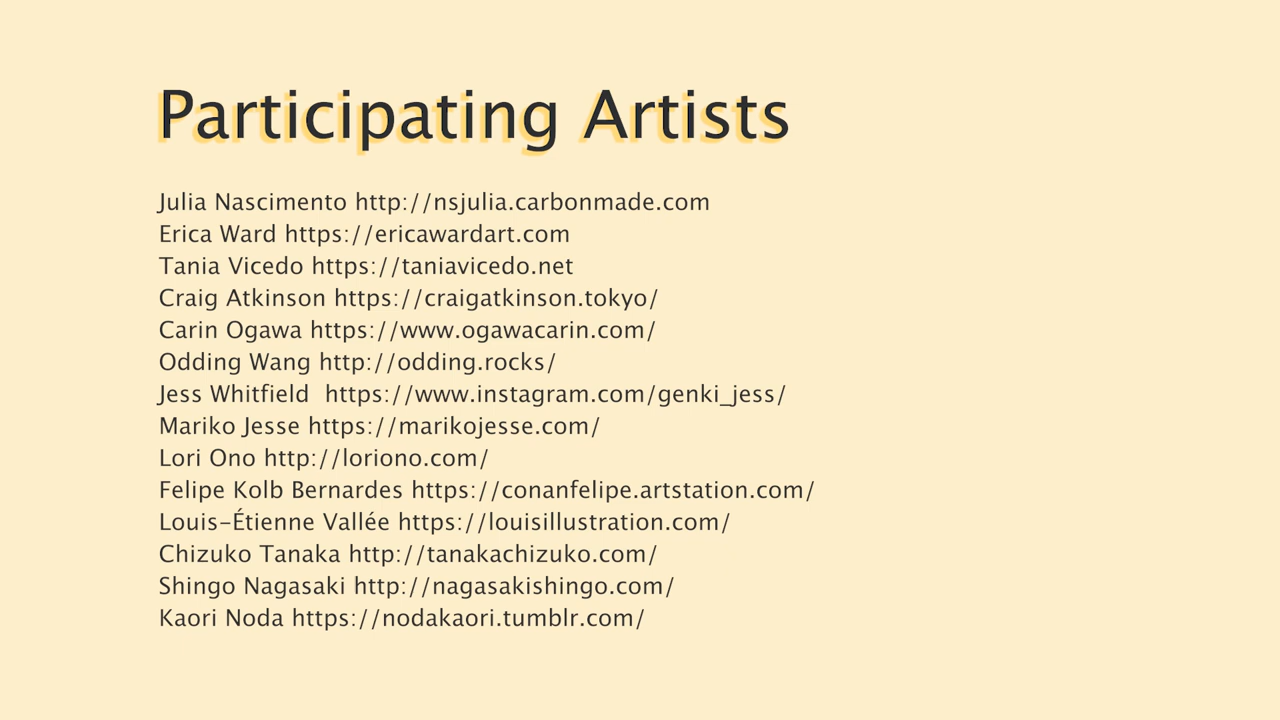 Participating Artists
Julia Nascimento http://nsjulia.carbonmade.com
Erica Ward https://ericawardart.com
Tania Vicedo https://taniavicedo.net
Craig Atkinson https://craigatkinson.tokyo/
Carin Ogawa https://www.ogawacarin.com/
Odding Wang http://odding.rocks/
Jess Whitfield  https://www.instagram.com/genki_jess/
Mariko Jesse https://marikojesse.com/
Lori Ono http://loriono.com/
Felipe Kolb Bernardes https://conanfelipe.artstation.com/
Louis-Étienne Vallée https://louisillustration.com/
Chizuko Tanaka http://tanakachizuko.com/
Shingo Nagasaki http://nagasakishingo.com/
Kaori Noda https://nodakaori.tumblr.com/